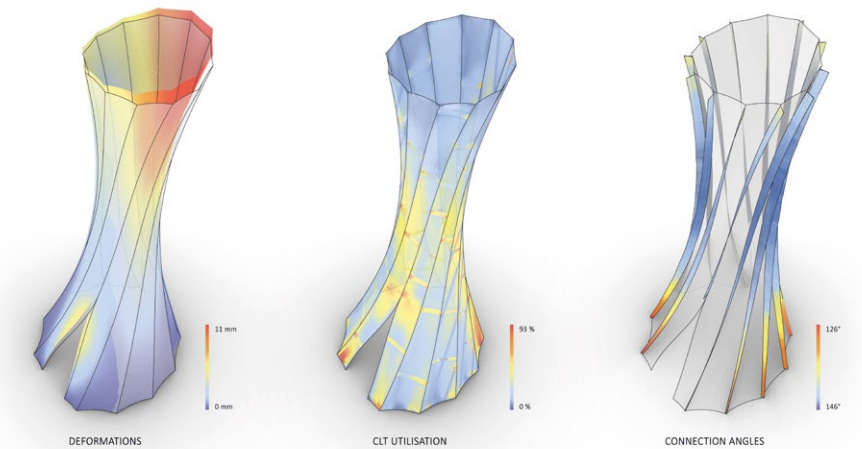 11 mm
0 mm
DEFORMATIONS
93 %
0 %
CLT UTILISATION
126°
146°
CONNECTION ANGLES